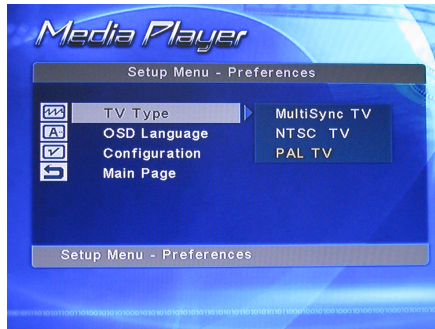 Media Player
Setup Menu - Preferences
TV Type
MultiSync TV
OSD Language
NTSC TV
Configuration
PAL TV
Main Page
Setup Menu - Preferences